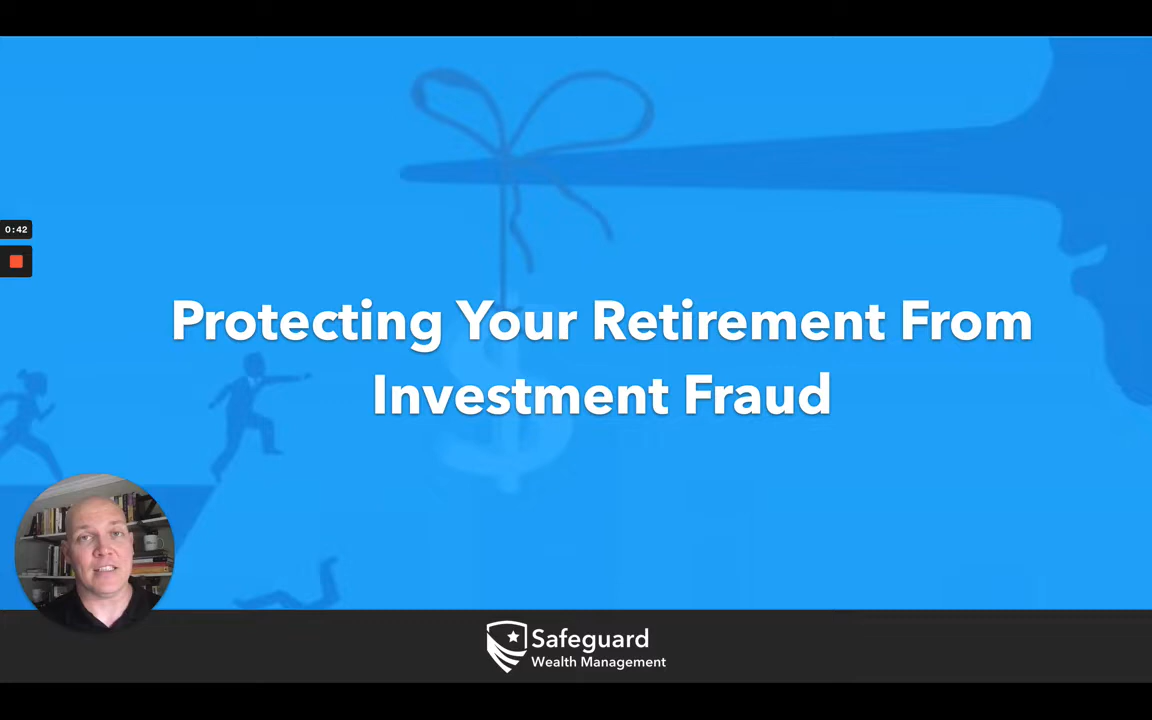 0:42
Protecting Your Retirement From
Investment Fraud
Safeguard
Wealth Management